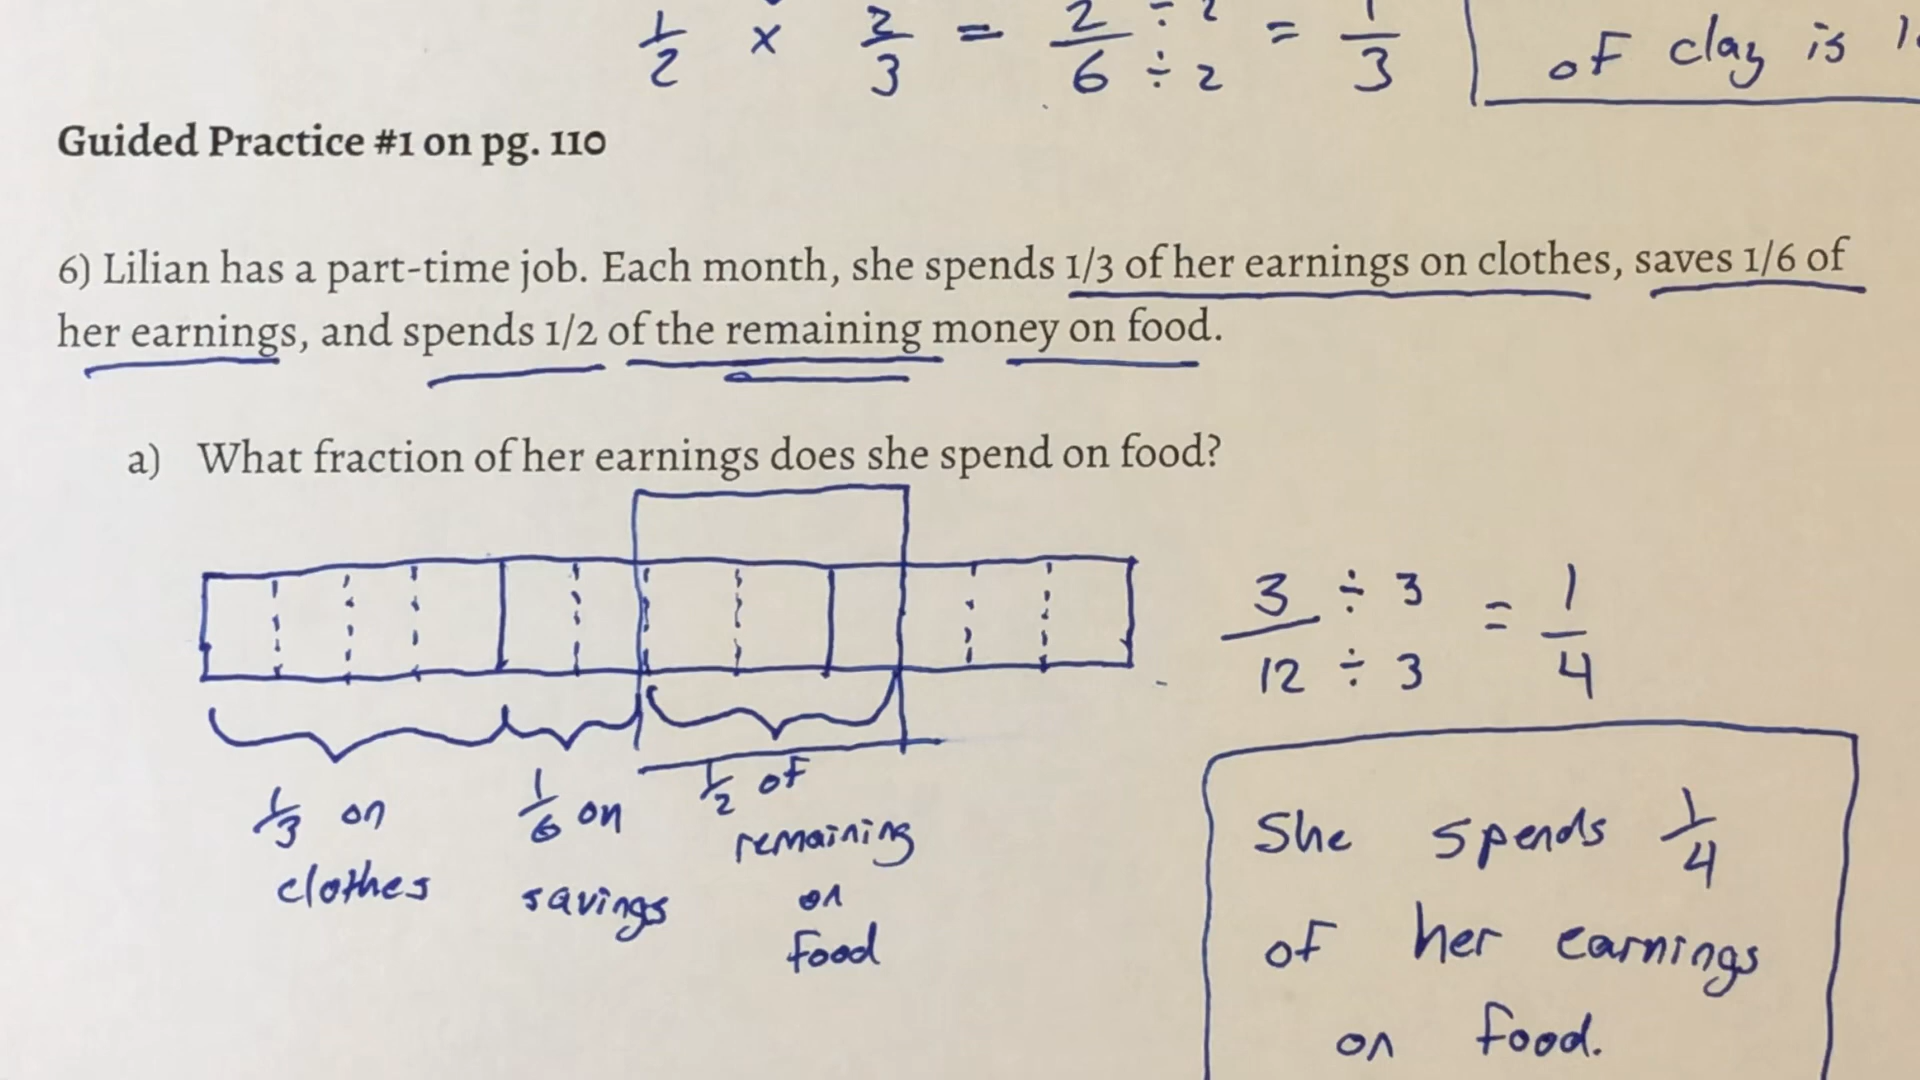 1/2 × 2/3 = 2/6 ÷ 2 ÷ 2 = 1/3
of clay is
Guided Practice #1 on pg. 110
6) Lilian has a part-time job. Each month, she spends 1/3 of her earnings on clothes, saves 1/6 of
her earnings, and spends 1/2 of the remaining money on food.
a) What fraction of her earnings does she spend on food?
3 ÷ 3 = 1
12 ÷ 3 4
1/3 on
clothes
1/6 on
savings
1/2 of
remaining
on
food
She spends 1/4
of her earnings
on food.